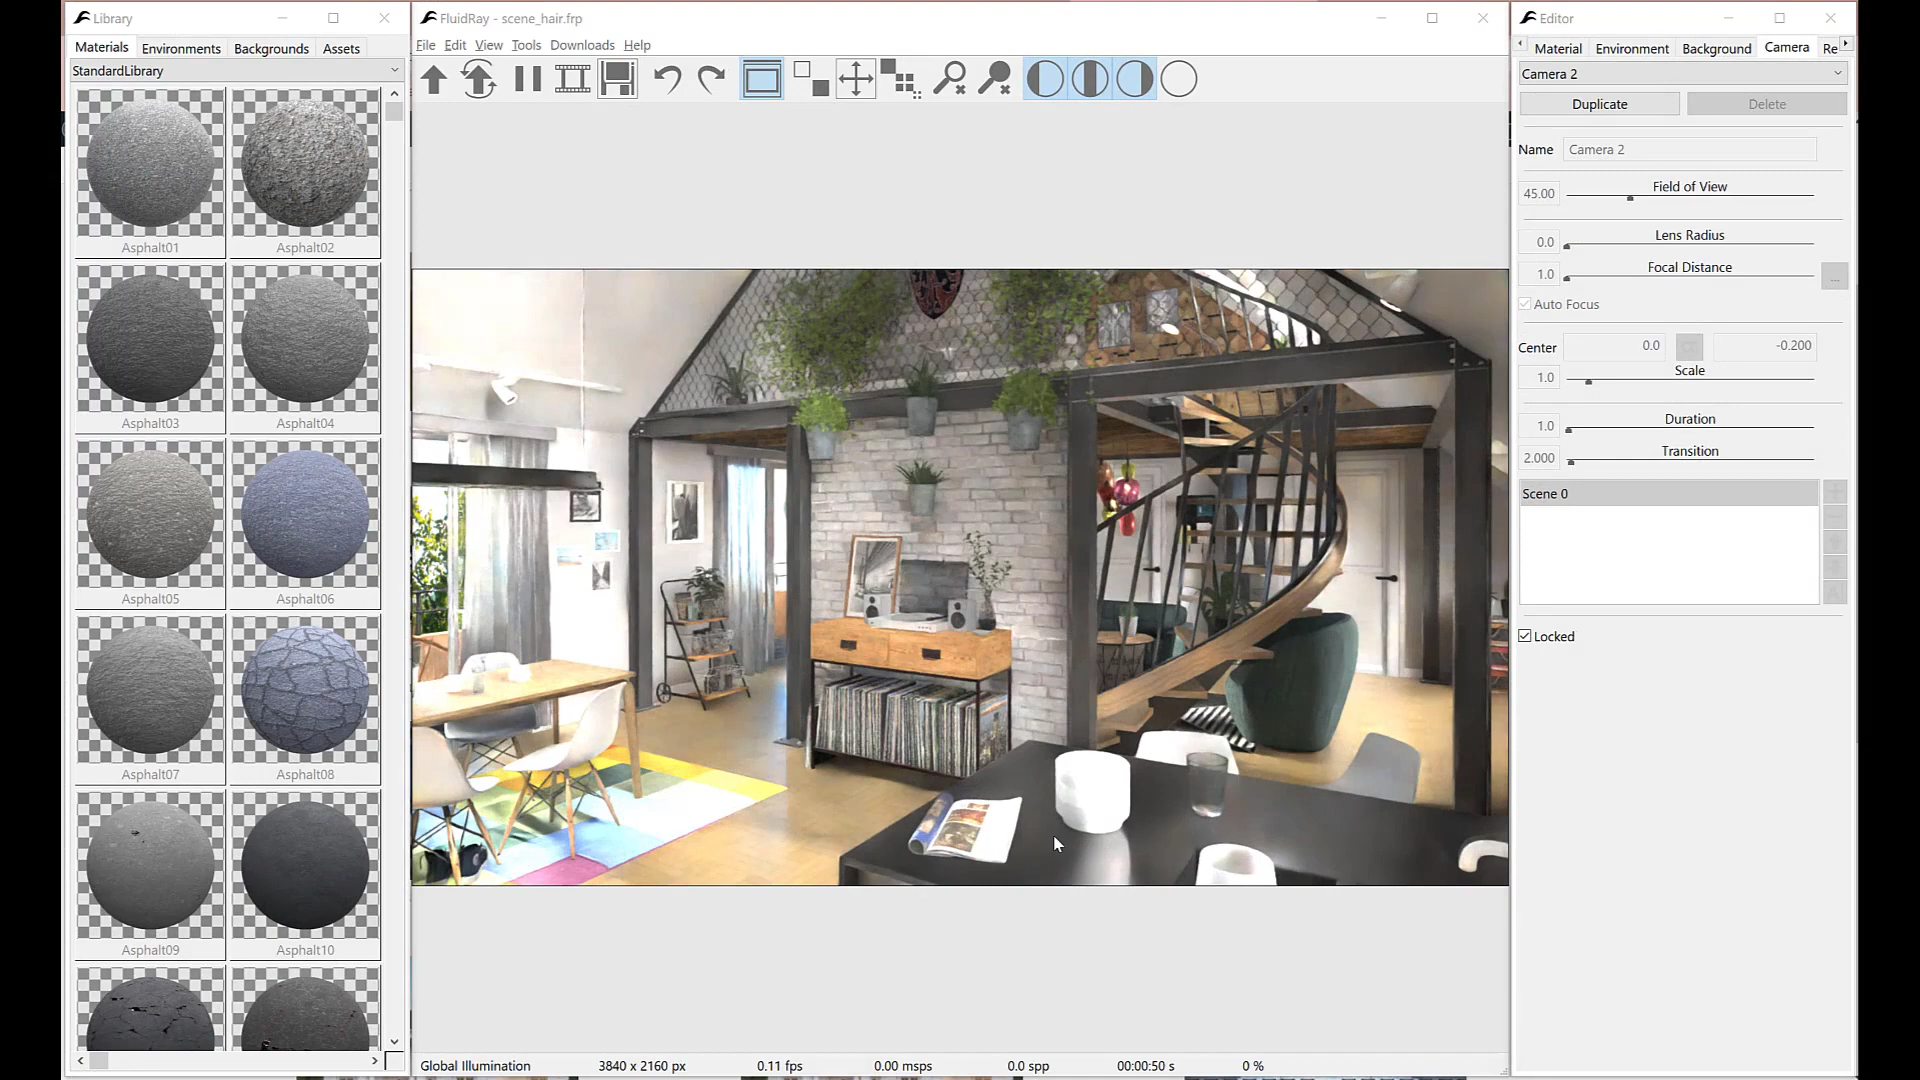 Library
Materials Environments Backgrounds Assets
StandardLibrary
Asphalt01 Asphalt02
Asphalt03 Asphalt04
Asphalt05 Asphalt06
Asphalt07 Asphalt08
Asphalt09 Asphalt10
FluidRay - scene_hair.frp
File Edit View Tools Downloads Help
Global Illumination 3840 x 2160 px 0.11 fps 0.00 msps 0.0 spp 00:00:50 s 0 %
Editor
Material Environment Background Camera Re
Camera 2
Duplicate Delete
Name Camera 2
Field of View
45.00
Lens Radius
0.0
Focal Distance
1.0 ...
Auto Focus
Center 0.0 -0.200
Scale
1.0
Duration
1.0
Transition
2.000
Scene 0
Locked